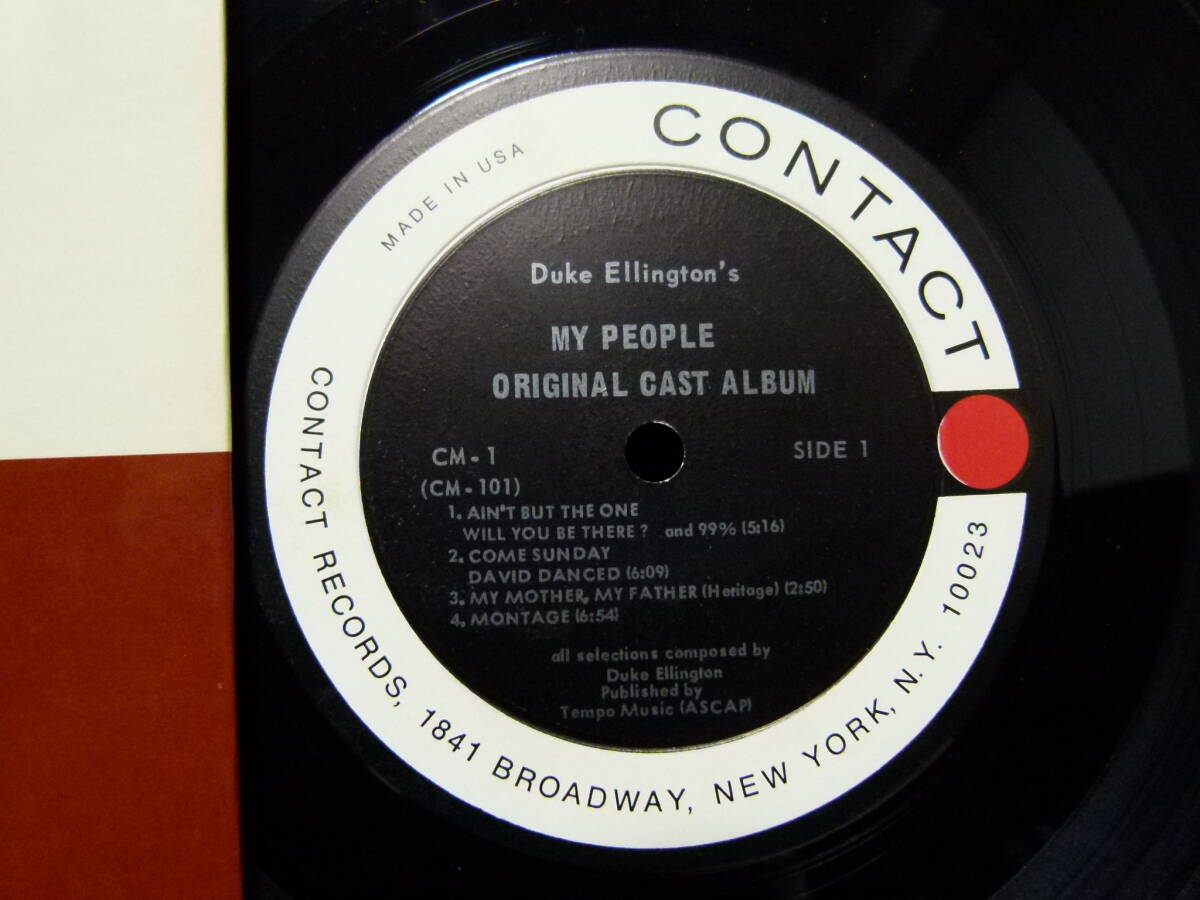 CONTACT
MADE IN USA
Duke Ellington's
MY PEOPLE
ORIGINAL CAST ALBUM
CM-1
SIDE 1
(CM-101)
1. AIN'T BUT THE ONE
WILL YOU BE THERE? and 99% (5:16)
2. COME SUNDAY
DAVID DANCED (6:09)
3. MY MOTHER, MY FATHER (Heritage) (2:50)
4. MONTAGE (6:54)
all selections composed by
Duke Ellington
Published by
Tempo Music (ASCAP)
CONTACT RECORDS, 1841 BROADWAY, NEW YORK, N.Y. 10023